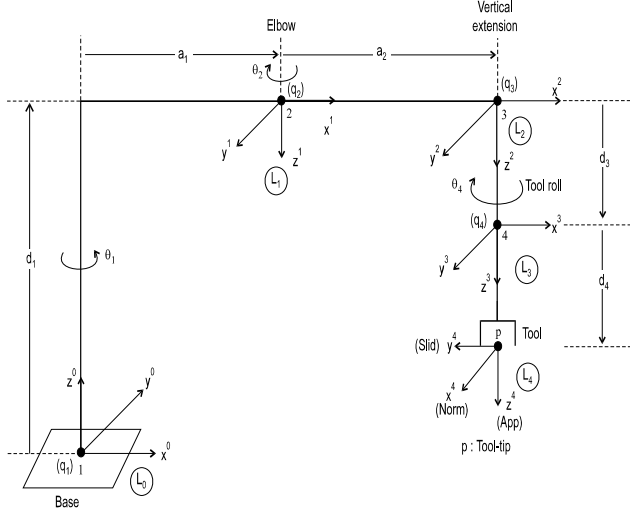 Elbow
Vertical
extension
a₁
a₂
θ₂
(q₂)
(q₃)
x²
2
x¹
3
L₂
y¹
z¹
L₁
y²
z²
d₃
θ₄
Tool roll
(q₄)
4
x³
d₁
θ₁
y³
z³
L₃
d₄
p
Tool
(Slid) y⁴
z⁰
y⁰
x⁴
(Norm)
z⁴
(App)
L₄
p : Tool-tip
(q₁) 1
x⁰
L₀
Base